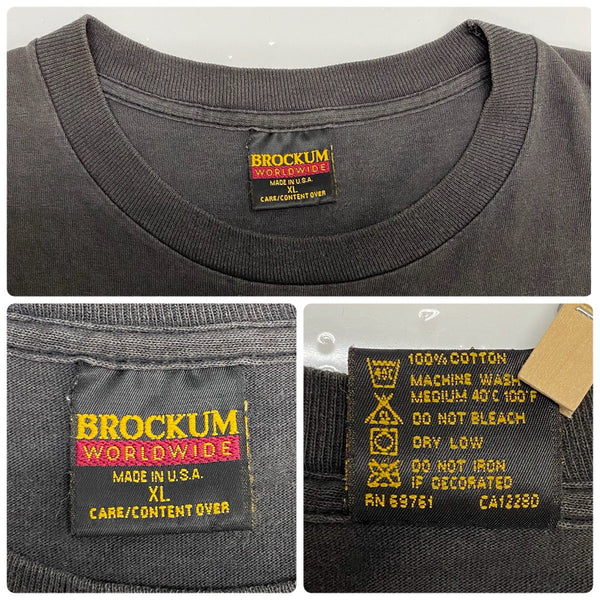 BROCKUM
WORLDWIDE
MADE IN U.S.A.
XL
CARE/CONTENT OVER
BROCKUM
WORLDWIDE
MADE IN U.S.A.
XL
CARE/CONTENT OVER
100% COTTON
40°C
MACHINE WASH
MEDIUM 40°C 100°F
DO NOT BLEACH
DRY LOW
DO NOT IRON
IF DECORATED
RN 69761 CA12280